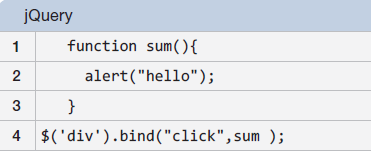 jQuery
1 function sum(){
2 alert("hello");
3 }
4 $('div').bind("click",sum );